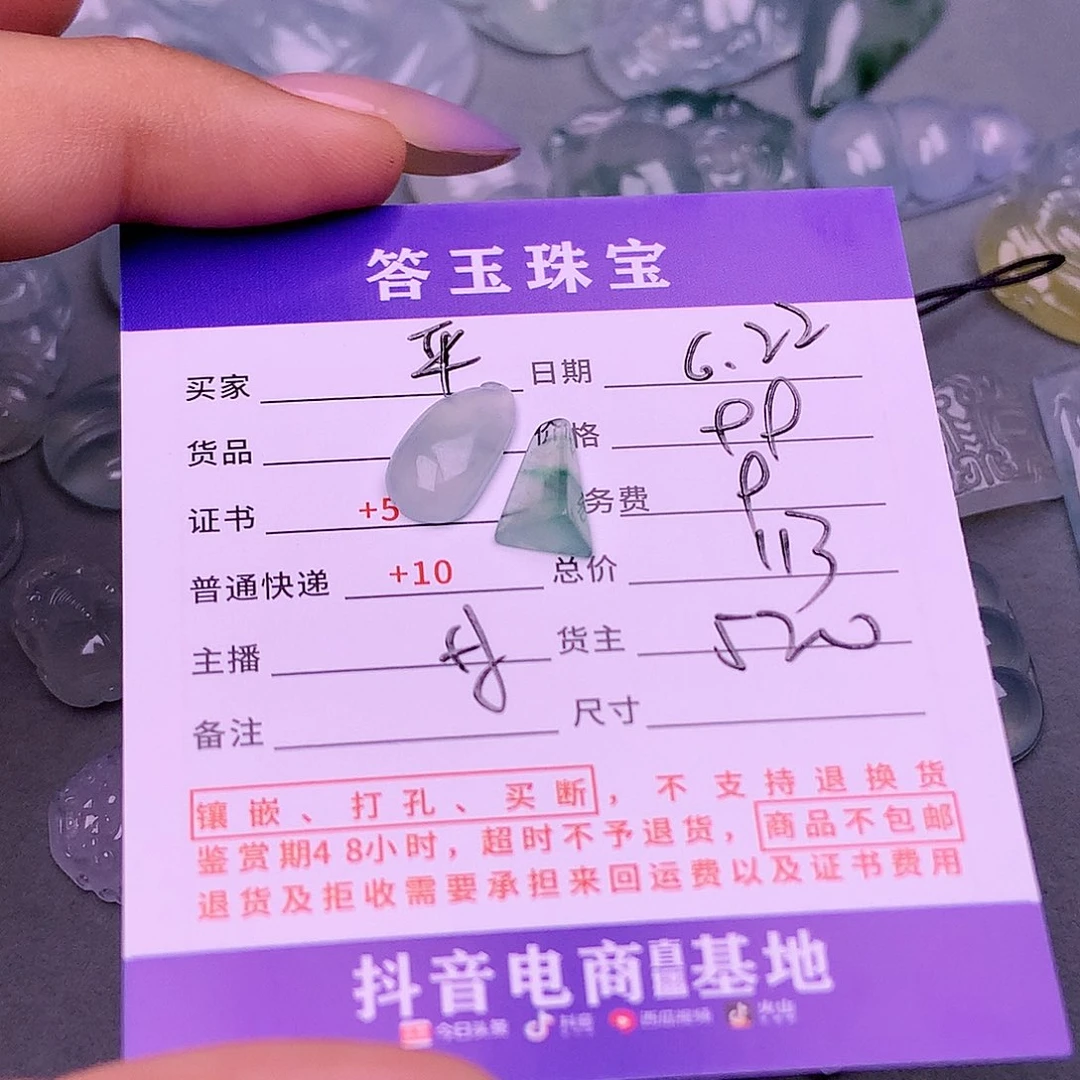 答玉珠宝
买家 日期 6.22
货品 价格
证书 +5 务费
普通快递 +10 总价 113
主播 货主 520
备注 尺寸
镶嵌、打孔、买断，不支持退换货
鉴赏期48小时，超时不予退货，商品不包邮
退货及拒收需要承担来回运费以及证书费用
抖音电商直播基地
今日头条 抖音 西瓜视频 火山